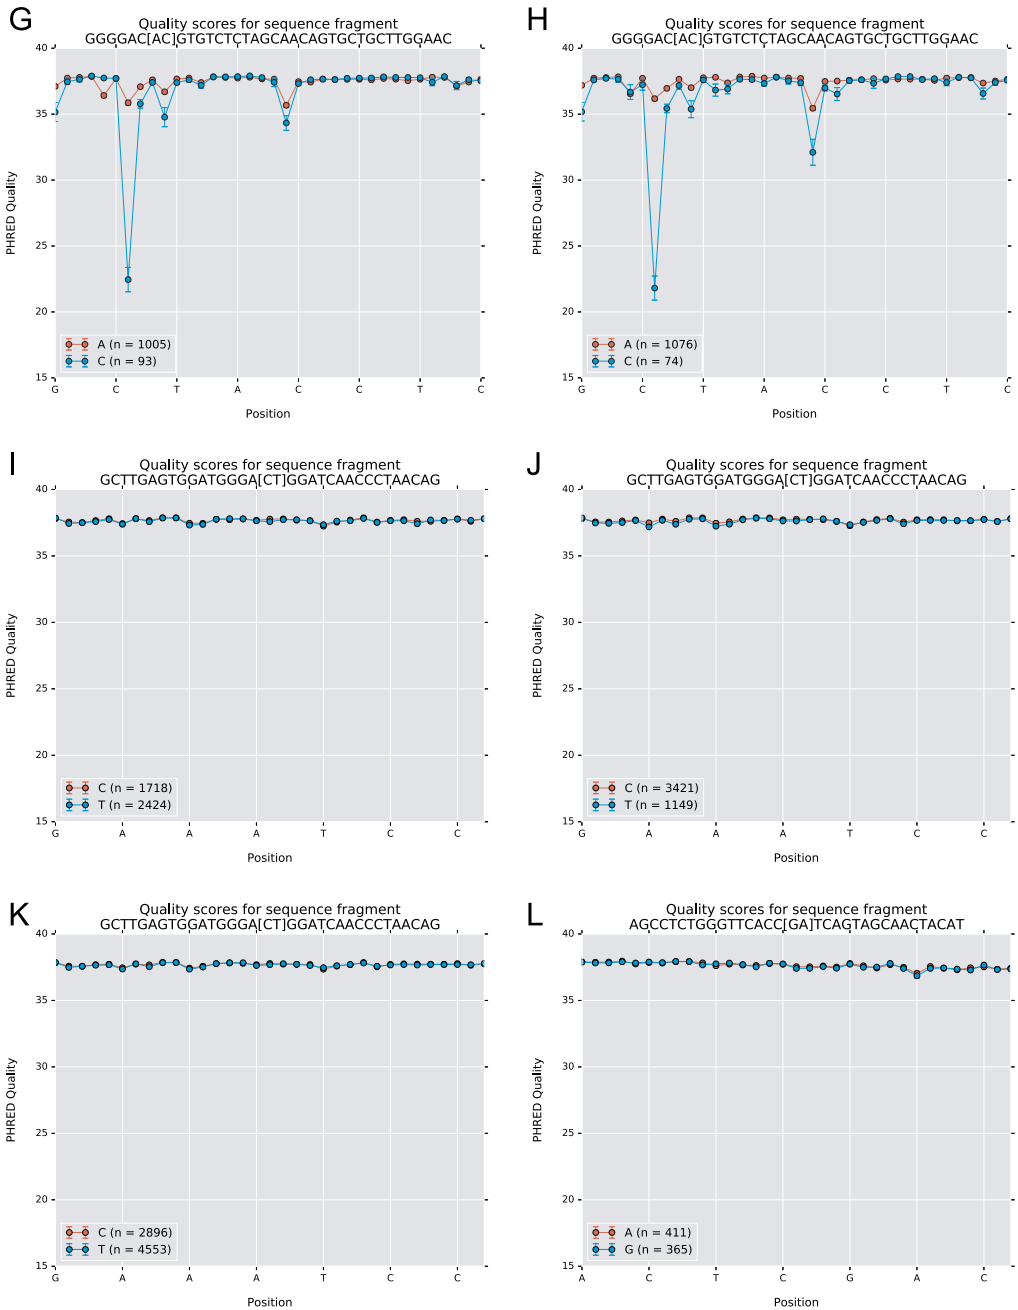 G
Quality scores for sequence fragment
GGGGAC[AC]GTGTCTCTAGCAACAGTGCTGCTTGGAAC
40
35
30
25
20
15
PHRED Quality
A (n = 1005)
C (n = 93)
G C T A C C T C
Position
H
Quality scores for sequence fragment
GGGGAC[AC]GTGTCTCTAGCAACAGTGCTGCTTGGAAC
40
35
30
25
20
15
PHRED Quality
A (n = 1076)
C (n = 74)
G C T A C C T C
Position
I
Quality scores for sequence fragment
GCTTGAGTGGATGGGA[CT]GGATCAACCCTAACAG
40
35
30
25
20
15
PHRED Quality
C (n = 1718)
T (n = 2424)
G A A A T C C
Position
J
Quality scores for sequence fragment
GCTTGAGTGGATGGGA[CT]GGATCAACCCTAACAG
40
35
30
25
20
15
PHRED Quality
C (n = 3421)
T (n = 1149)
G A A A T C C
Position
K
Quality scores for sequence fragment
GCTTGAGTGGATGGGA[CT]GGATCAACCCTAACAG
40
35
30
25
20
15
PHRED Quality
C (n = 2896)
T (n = 4553)
G A A A T C C
Position
L
Quality scores for sequence fragment
AGCCTCTGGGTTCACC[GA]TCAGTAGCAACTACAT
40
35
30
25
20
15
PHRED Quality
A (n = 411)
G (n = 365)
A C T C G A C
Position